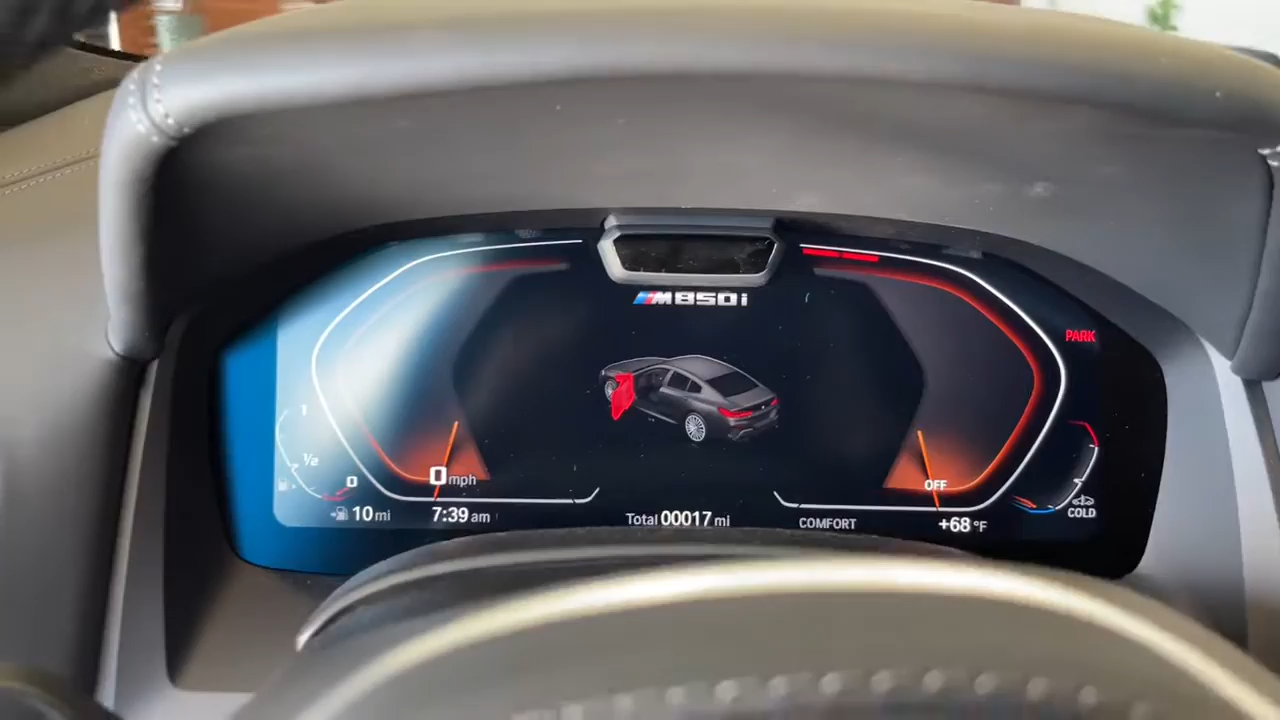 M850i
PARK
1
1/2
0
0 mph
OFF
COLD
10 mi
7:39 am
Total 00017 mi
COMFORT
+68 °F